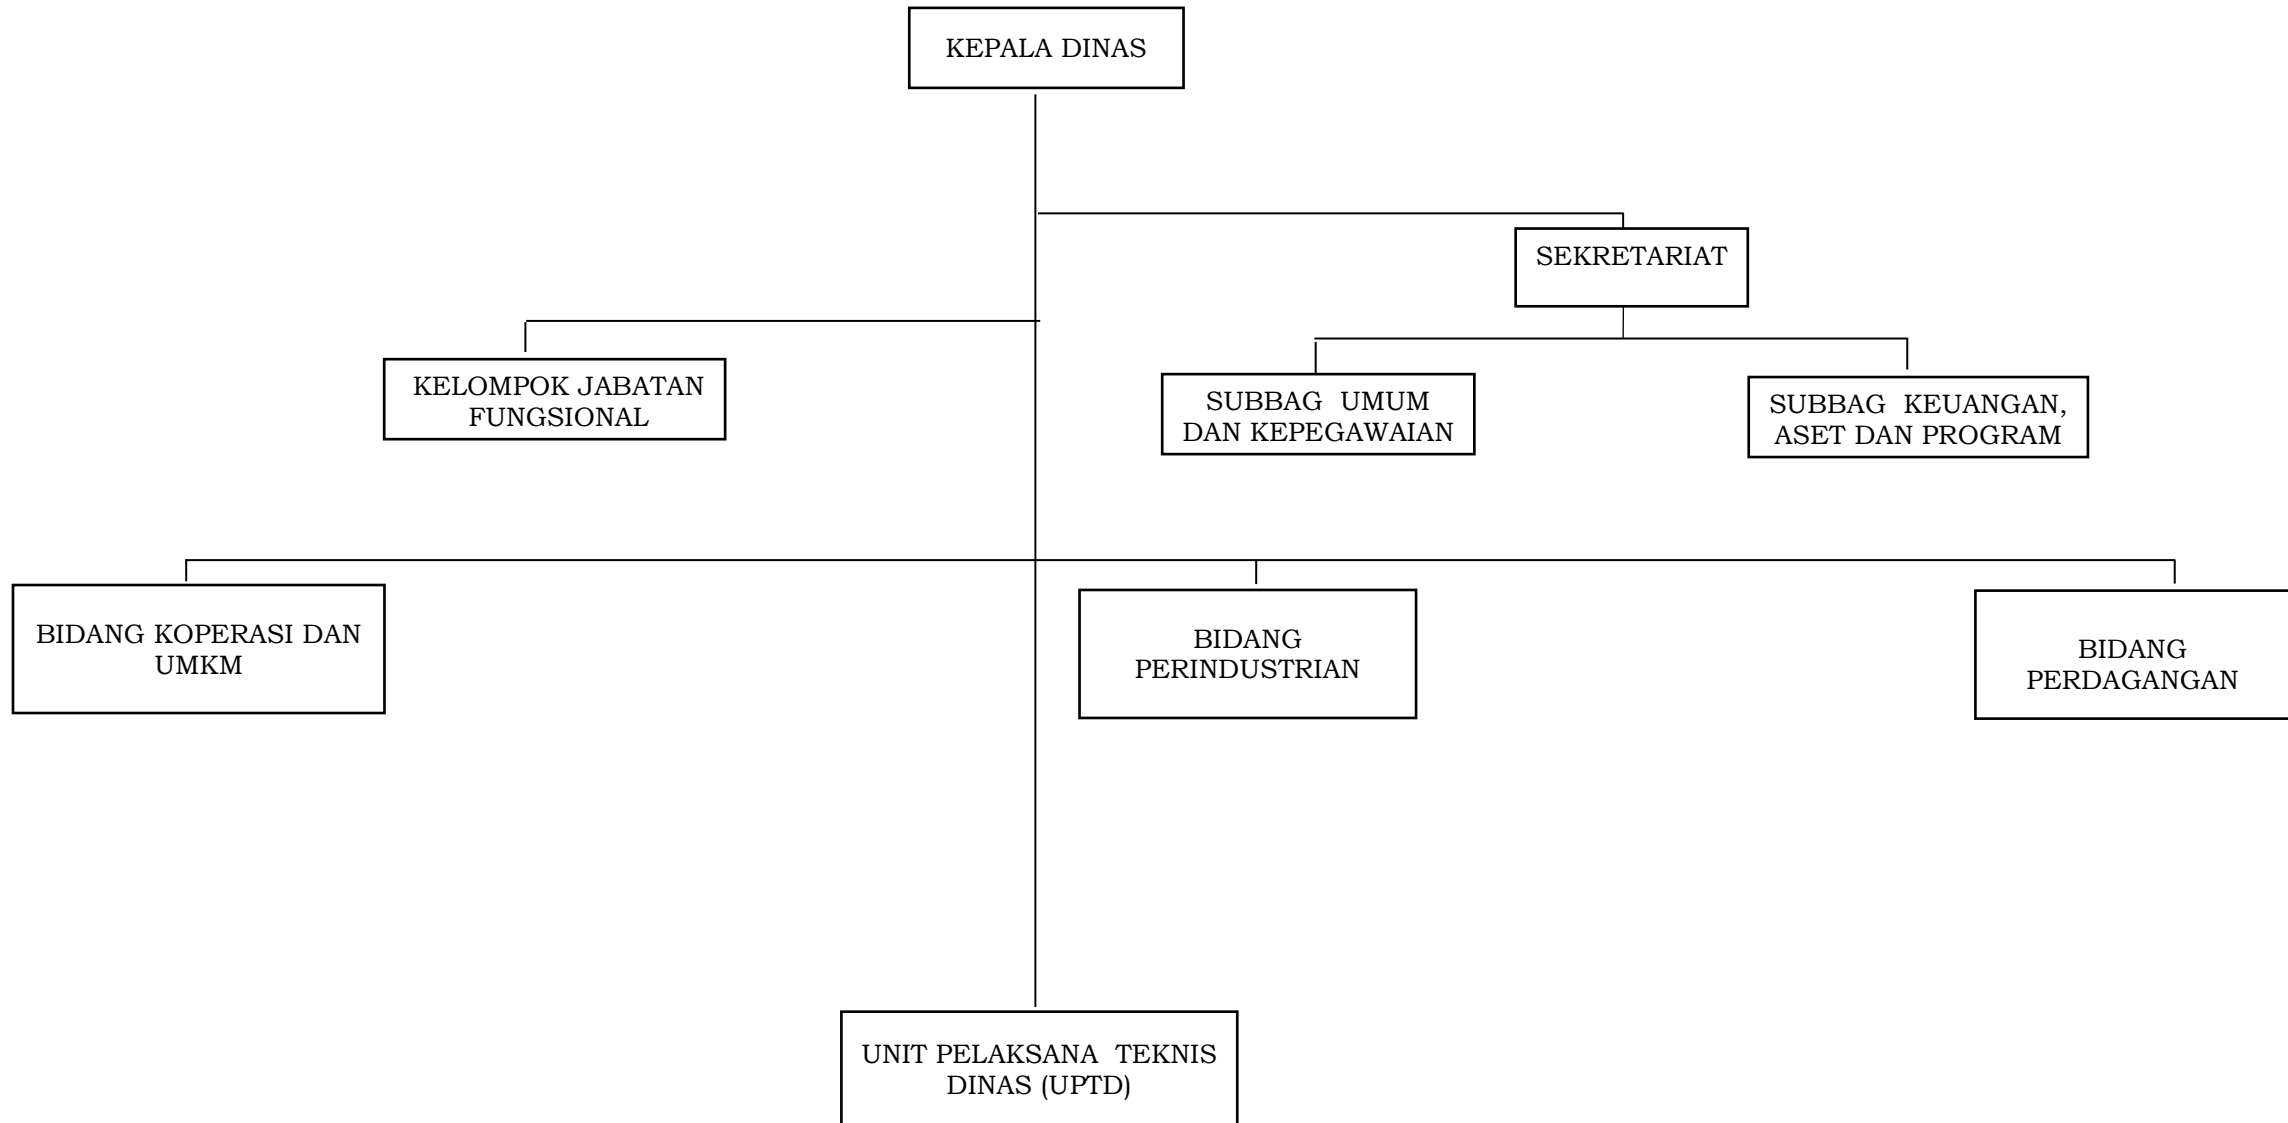 KEPALA DINAS
SEKRETARIAT
KELOMPOK JABATAN
FUNGSIONAL
SUBBAG  UMUM
DAN KEPEGAWAIAN
SUBBAG  KEUANGAN,
ASET DAN PROGRAM
BIDANG KOPERASI DAN
UMKM
BIDANG
PERINDUSTRIAN
BIDANG
PERDAGANGAN
UNIT PELAKSANA  TEKNIS
DINAS (UPTD)